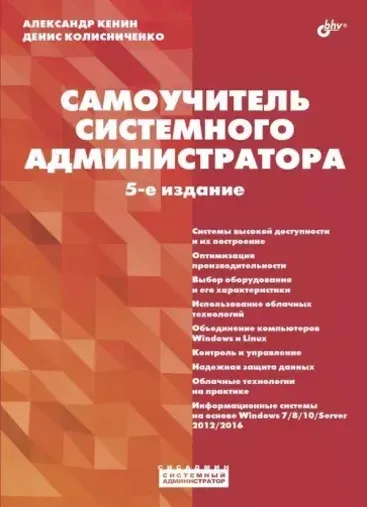 АЛЕКСАНДР КЕНИН
ДЕНИС КОЛИСНИЧЕНКО
bhv®
САМОУЧИТЕЛЬ
СИСТЕМНОГО
АДМИНИСТРАТОРА
5-е издание
Системы высокой доступности
и их построение
Оптимизация
производительности
Выбор оборудования
и его характеристики
Использование облачных
технологий
Объединение компьютеров
Windows и Linux
Контроль и управление
Надежная защита данных
Облачные технологии
на практике
Информационные системы
на основе Windows 7/8/10/Server
2012/2016
СИСАДМИН
СИСТЕМНЫЙ
АДМИНИСТРАТОР